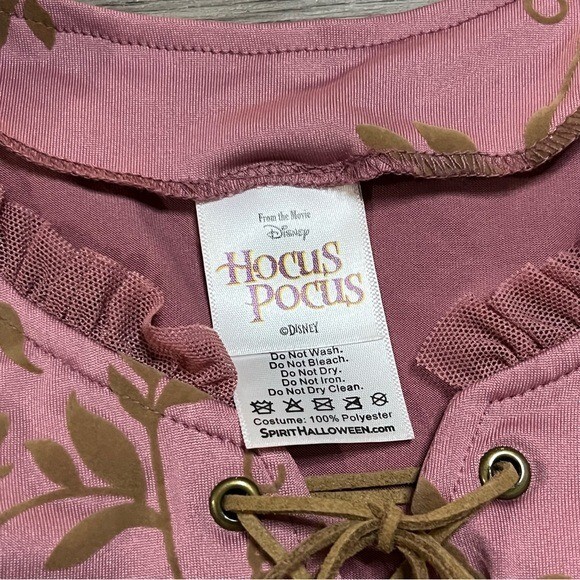 From the Movie
Disney
HOCUS
POCUS
©DISNEY
Do Not Wash.
Do Not Bleach.
Do Not Dry.
Do Not Iron.
Do Not Dry Clean.
Costume: 100% Polyester
SPIRITHALLOWEEN.com